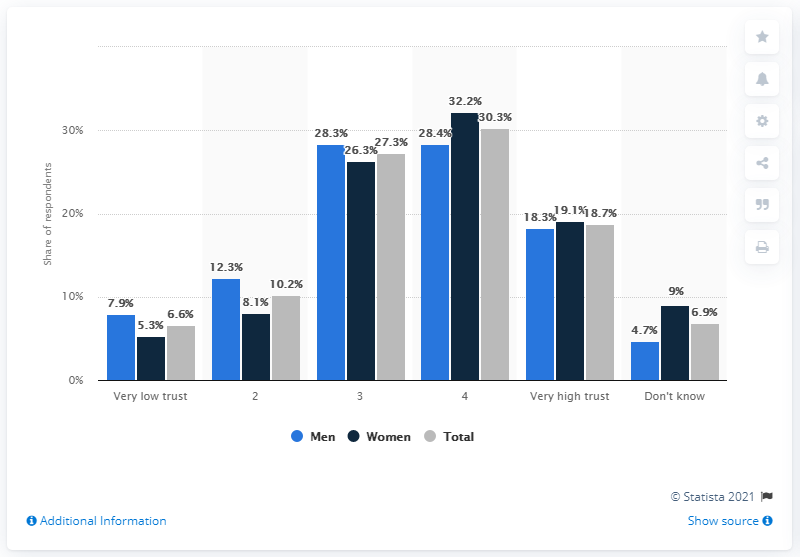 Share of respondents
30%
20%
10%
0%
7.9%
5.3%
6.6%
12.3%
8.1%
10.2%
28.3%
26.3%
27.3%
28.4%
32.2%
30.3%
18.3%
19.1%
18.7%
4.7%
9%
6.9%
Very low trust
2
3
4
Very high trust
Don't know
Men
Women
Total
© Statista 2021
Additional Information
Show source